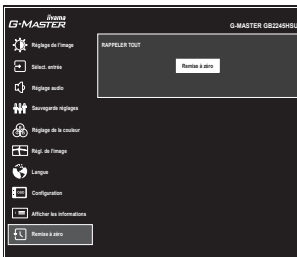 iiyama
G-MASTER
G-MASTER GB2245HSU
Réglage de l'image
RAPPELER TOUT
Remise à zéro
Sélect. entrée
Réglage audio
Sauvegarde réglages
Réglage de la couleur
Régl. de l'image
Langue
OSD
Configuration
Afficher les informations
Remise à zéro